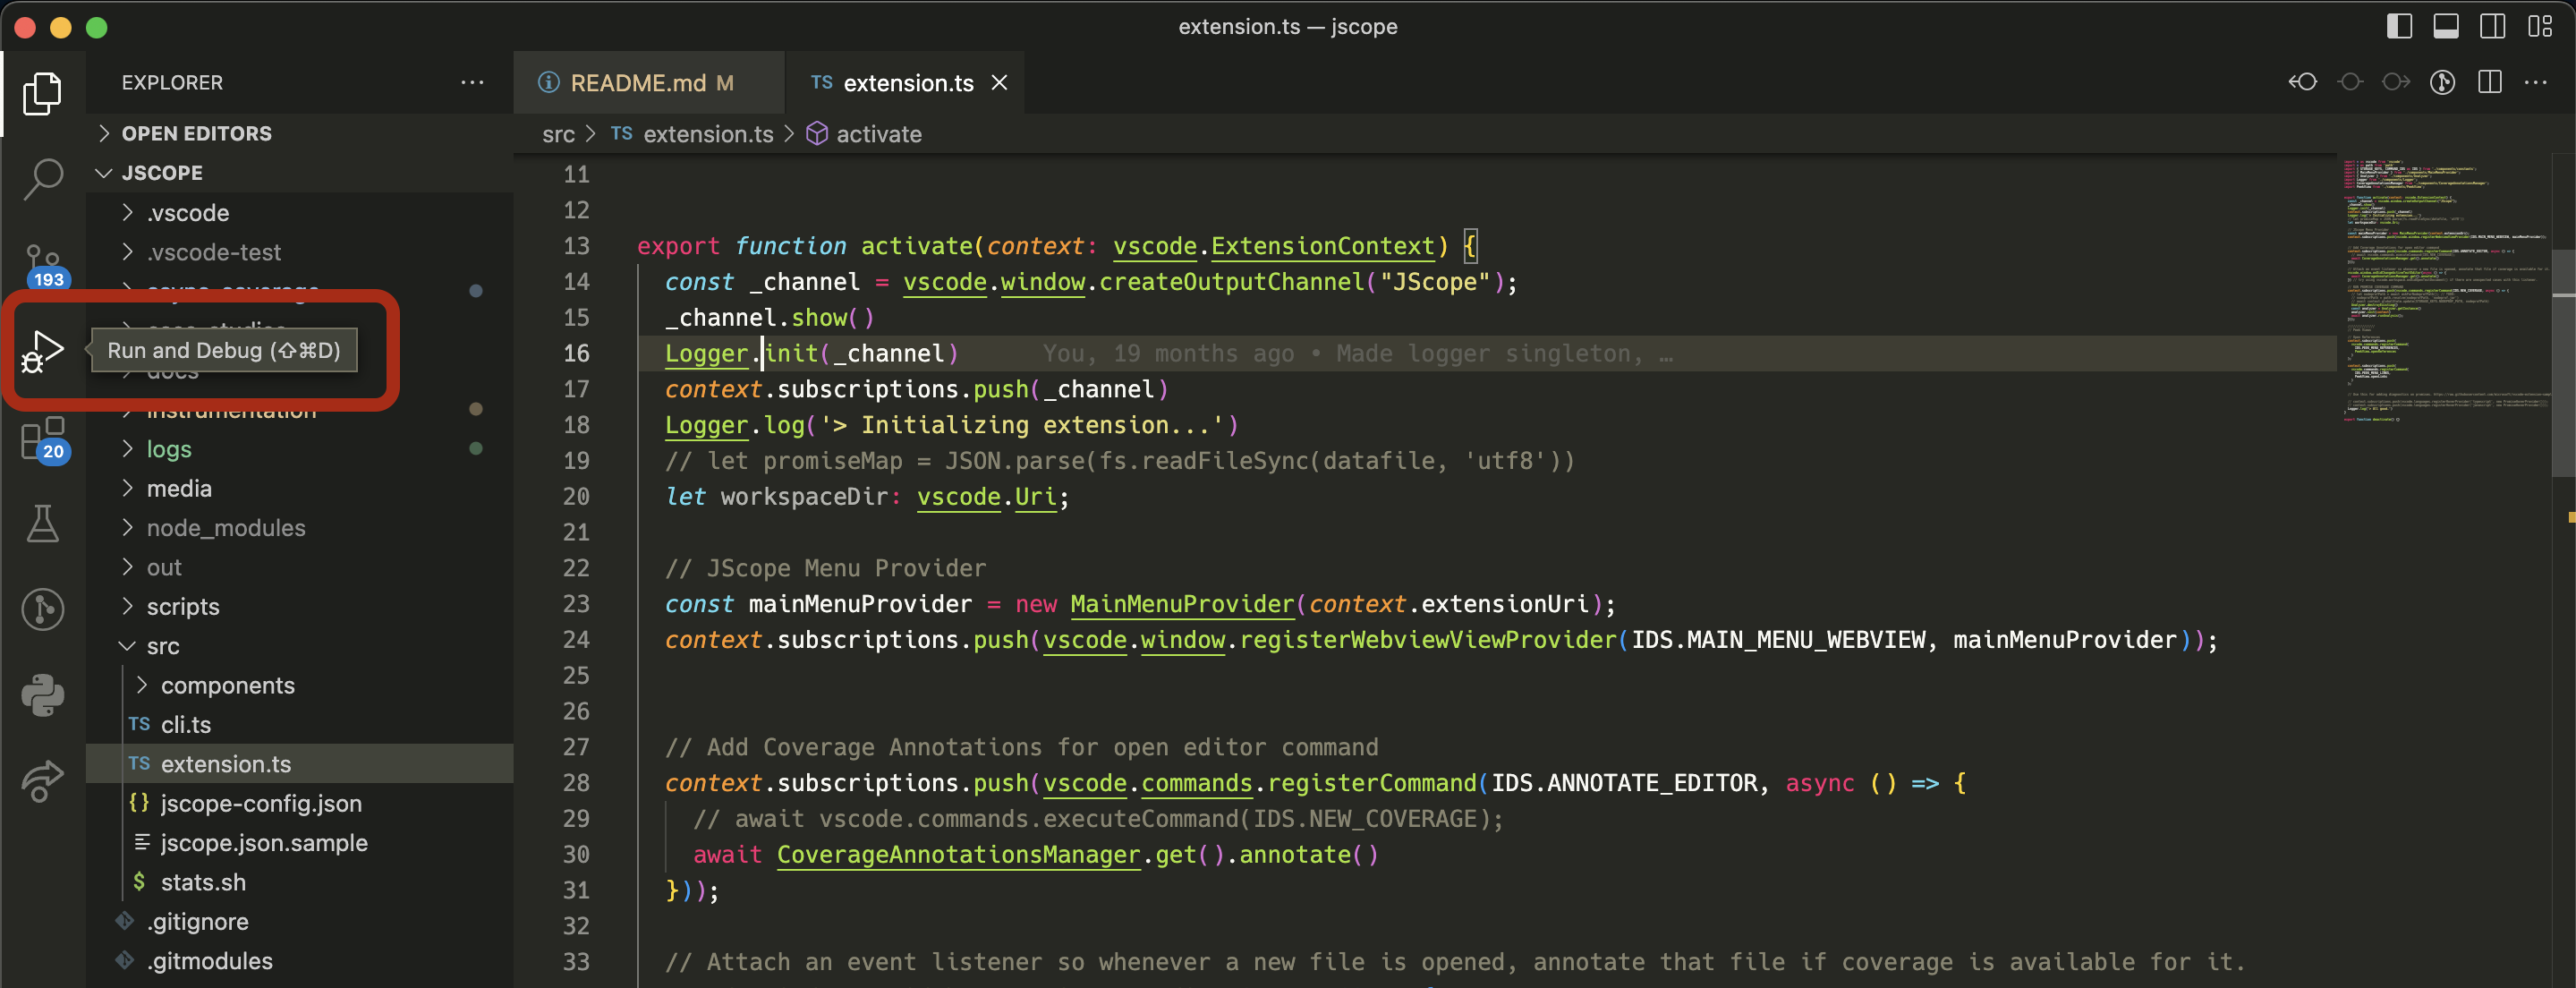 extension.ts — jscope
EXPLORER
OPEN EDITORS
JSCOPE
.vscode
.vscode-test
193
Run and Debug (⇧⌘D)
docs
instrumentation
20
logs
media
node_modules
out
scripts
src
components
TS cli.ts
TS extension.ts
{} jscope-config.json
jscope.json.sample
$ stats.sh
.gitignore
.gitmodules
README.md M
TS extension.ts
src > TS extension.ts > activate
11
12
13 export function activate(context: vscode.ExtensionContext) {
14 const _channel = vscode.window.createOutputChannel("JScope");
15 _channel.show()
16 Logger.init(_channel) You, 19 months ago • Made logger singleton, …
17 context.subscriptions.push(_channel)
18 Logger.log('> Initializing extension...')
19 // let promiseMap = JSON.parse(fs.readFileSync(datafile, 'utf8'))
20 let workspaceDir: vscode.Uri;
21
22 // JScope Menu Provider
23 const mainMenuProvider = new MainMenuProvider(context.extensionUri);
24 context.subscriptions.push(vscode.window.registerWebviewViewProvider(IDS.MAIN_MENU_WEBVIEW, mainMenuProvider));
25
26
27 // Add Coverage Annotations for open editor command
28 context.subscriptions.push(vscode.commands.registerCommand(IDS.ANNOTATE_EDITOR, async () => {
29 // await vscode.commands.executeCommand(IDS.NEW_COVERAGE);
30 await CoverageAnnotationsManager.get().annotate()
31 }));
32
33 // Attach an event listener so whenever a new file is opened, annotate that file if coverage is available for it.